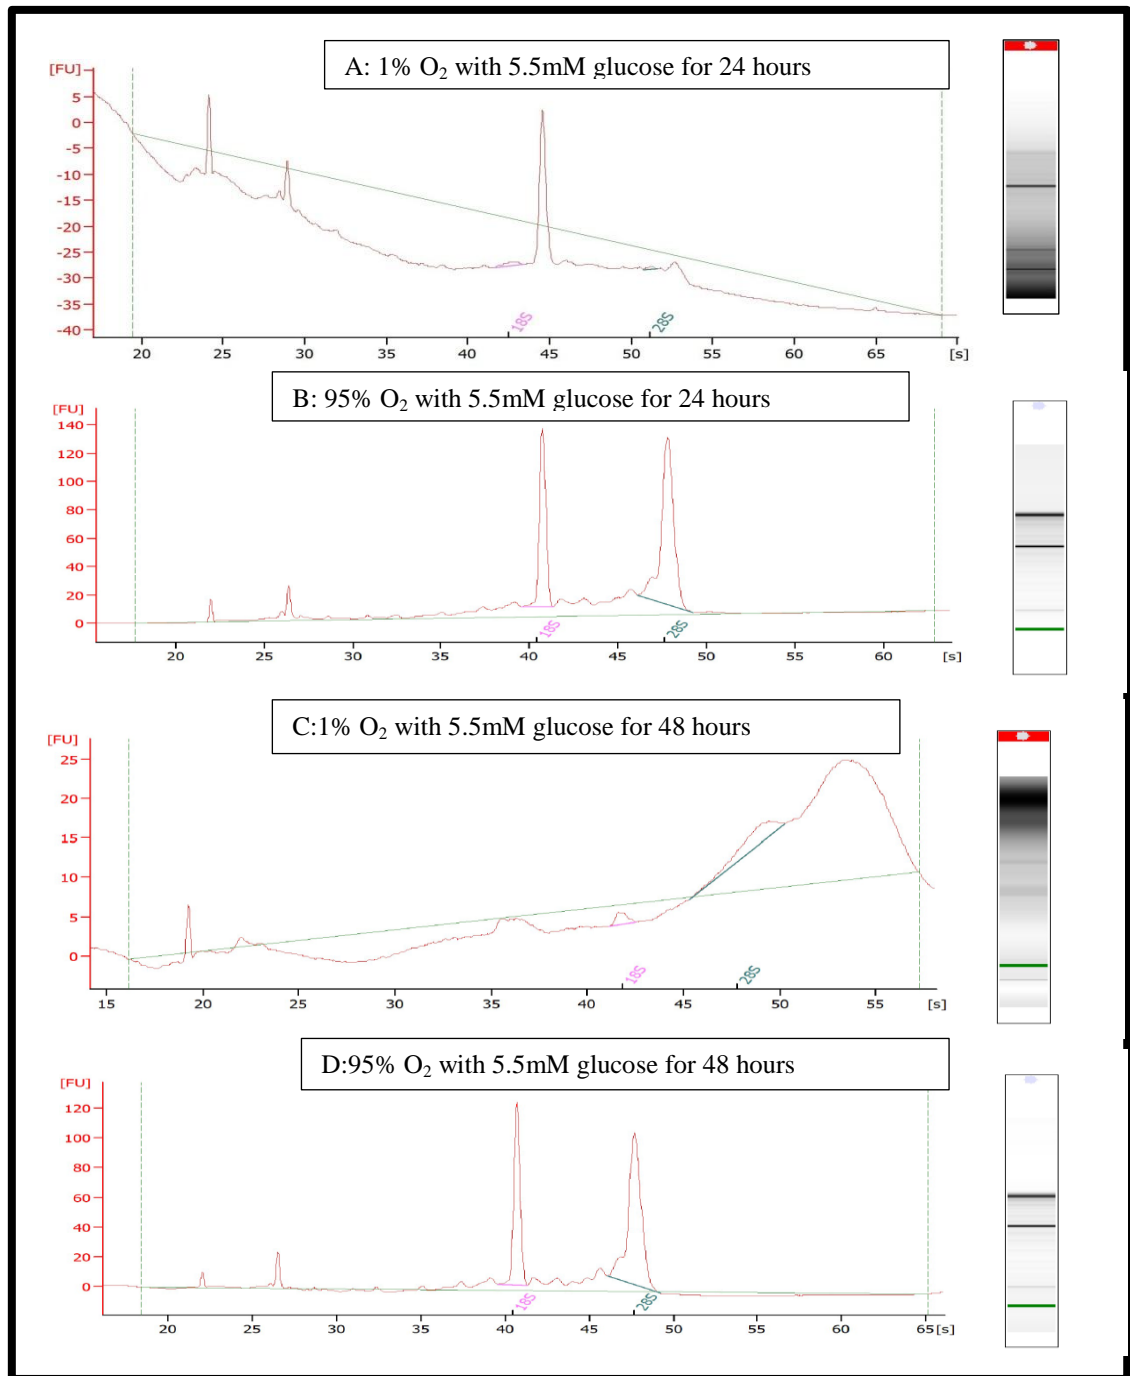 A: 1% O₂ with 5.5mM glucose for 24 hours
[FU]
5
0
-5
-10
-15
-20
-25
-30
-35
-40
18S
28S
20 25 30 35 40 45 50 55 60 65 [s]
B: 95% O₂ with 5.5mM glucose for 24 hours
[FU]
140
120
100
80
60
40
20
0
18S
28S
20 25 30 35 40 45 50 55 60 [s]
C:1% O₂ with 5.5mM glucose for 48 hours
[FU]
25
20
15
10
5
0
18S
28S
15 20 25 30 35 40 45 50 55 [s]
D:95% O₂ with 5.5mM glucose for 48 hours
[FU]
120
100
80
60
40
20
0
18S
28S
20 25 30 35 40 45 50 55 60 65 [s]